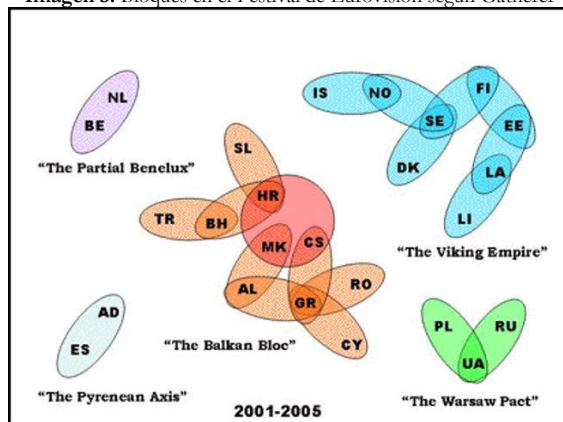 Imagen 3. Bloques en el Festival de Eurovisión según Gatherer
NL
BE
"The Partial Benelux"
IS
NO
SE
FI
EE
DK
LA
LI
"The Viking Empire"
SL
HR
TR
BH
MK
CS
AL
GR
RO
CY
"The Balkan Bloc"
AD
ES
"The Pyrenean Axis"
PL
RU
UA
"The Warsaw Pact"
2001-2005